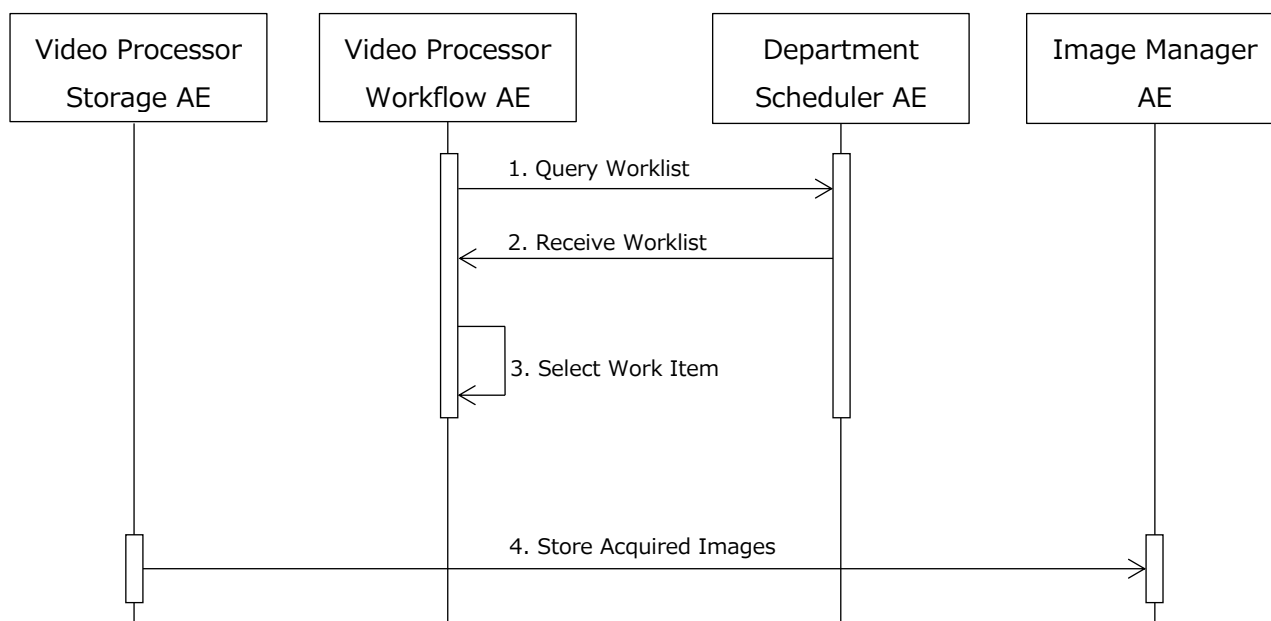 Video Processor
Storage AE
Video Processor
Workflow AE
Department
Scheduler AE
Image Manager
AE
1. Query Worklist
2. Receive Worklist
3. Select Work Item
4. Store Acquired Images